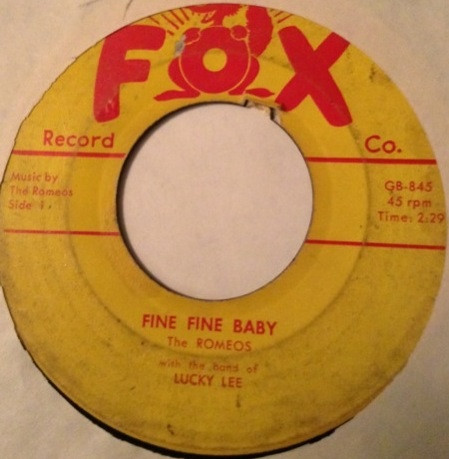 FOX
Record Co.
Music by
The Romeos
Side 1
GB-845
45 rpm
Time: 2:29
FINE FINE BABY
The ROMEOS
with the band of
LUCKY LEE